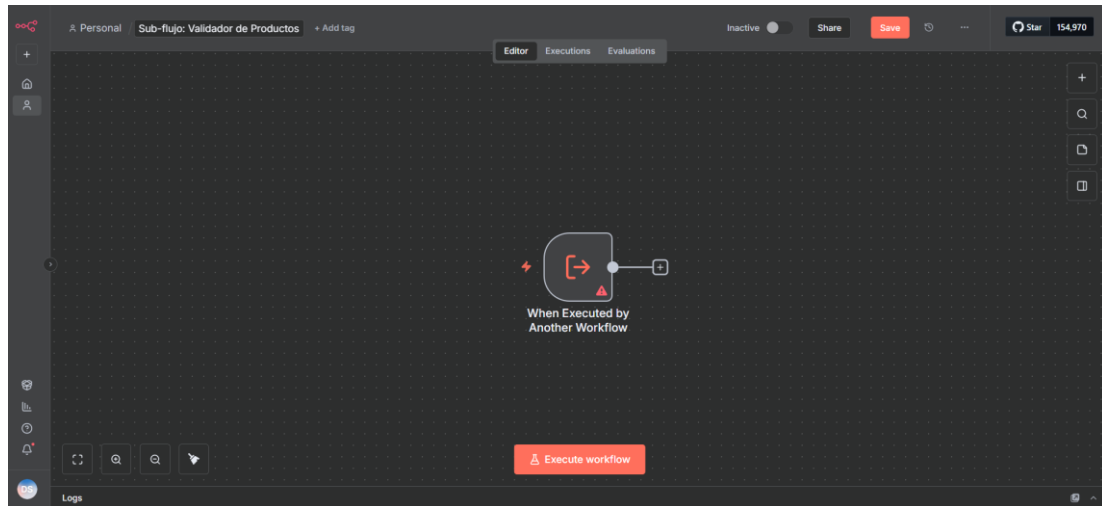 Personal / Sub-flujo: Validador de Productos + Add tag
Inactive Share Save ... Star 154,970
Editor Executions Evaluations
When Executed by
Another Workflow
Execute workflow
DS
Logs